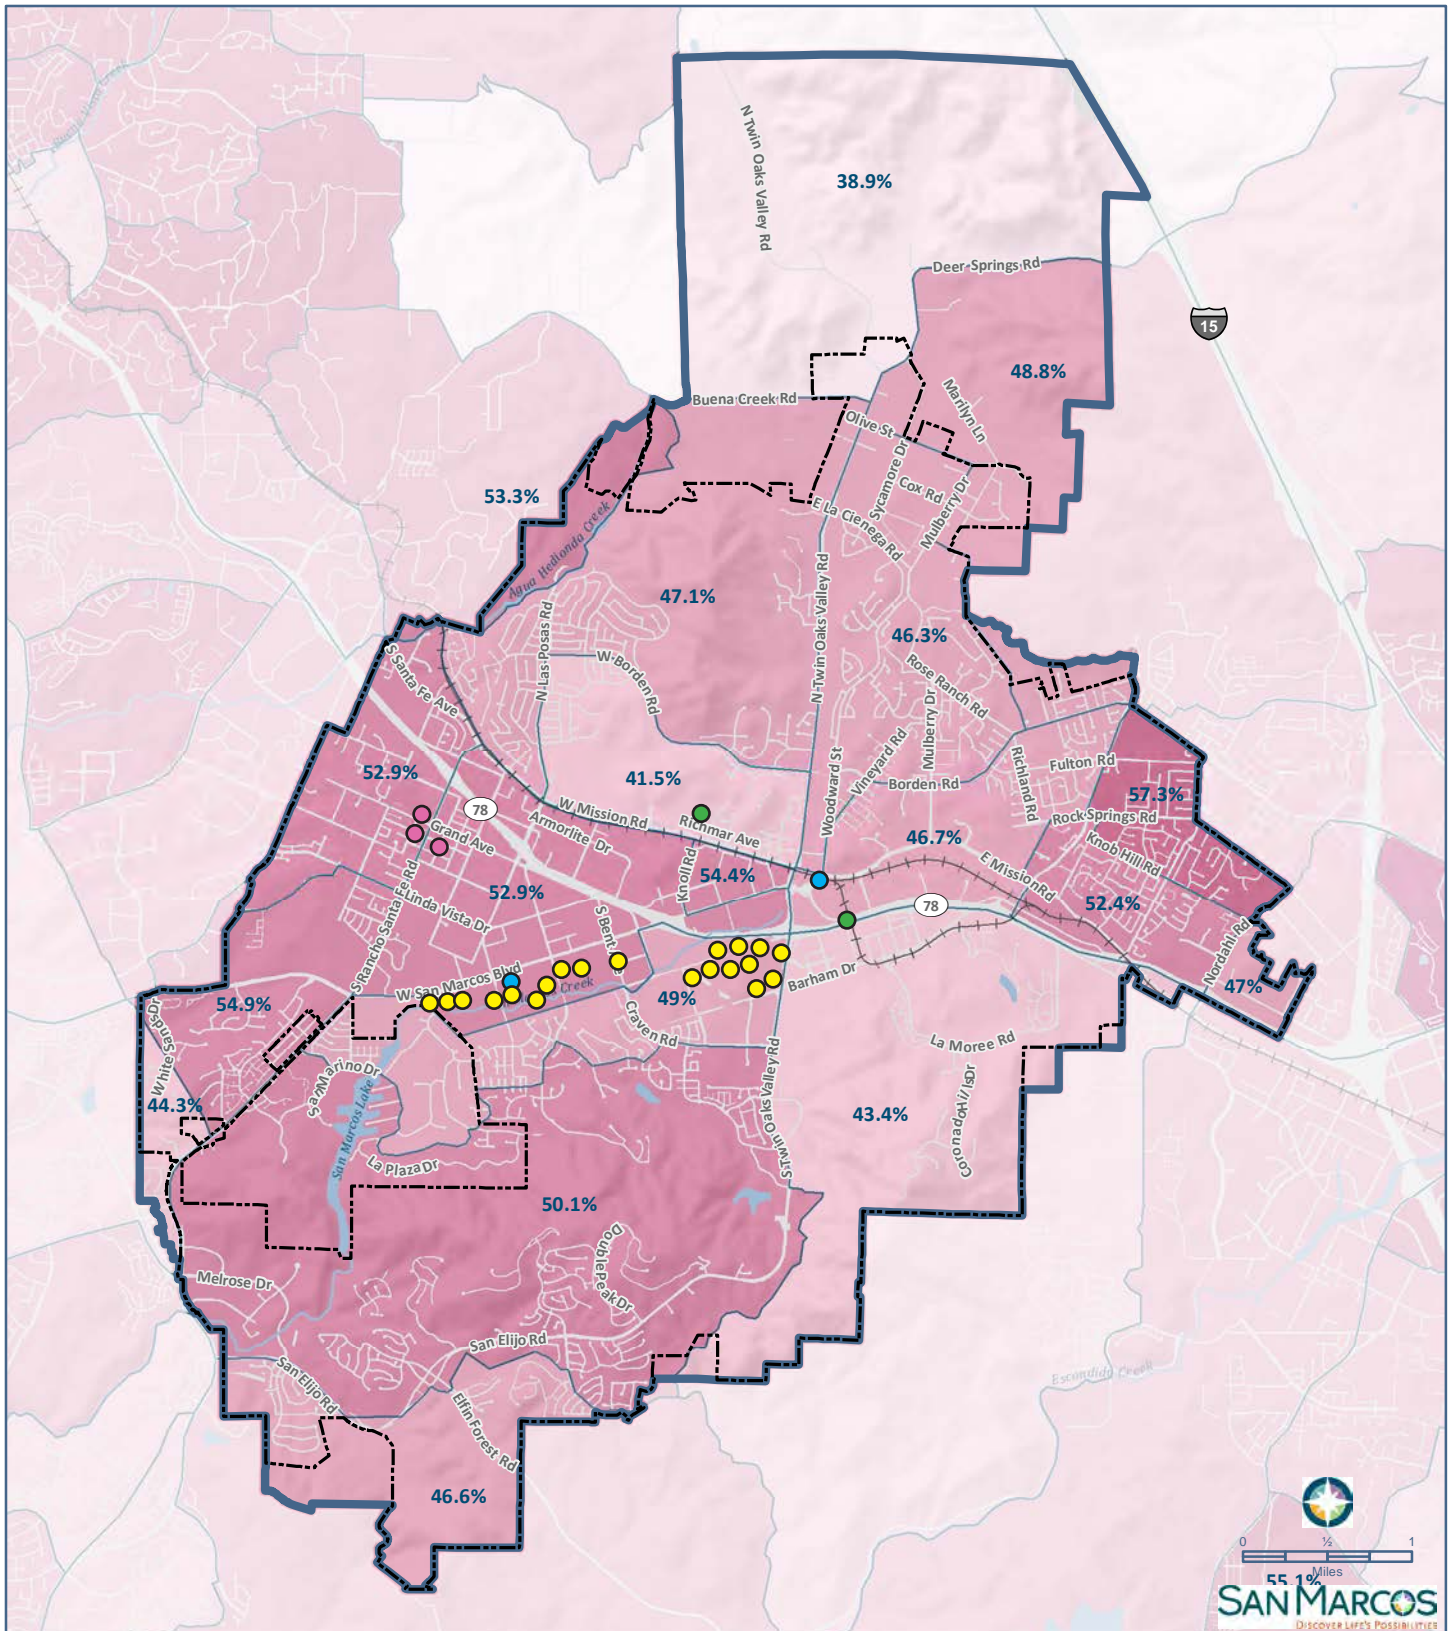 N Twin Oaks Valley Rd
38.9%
Deer Springs Rd
15
48.8%
Marilyn Ln
Buena Creek Rd
Olive St
Sycamore Dr
Cox Rd
Mulberry Dr
53.3%
E La Cienega Rd
Agua Hedionda Creek
47.1%
N Twin Oaks Valley Rd
46.3%
N Las Posas Rd
S Santa Fe Ave
W Borden Rd
Rose Ranch Rd
Mulberry Dr
Vineyard Rd
Woodward St
Richland Rd
Fulton Rd
52.9%
41.5%
Borden Rd
57.3%
78
W Mission Rd
Richmar Ave
Rock Springs Rd
Grand Ave
Armorlite Dr
46.7%
Knob Hill Rd
Knoll Rd
54.4%
E Mission Rd
52.9%
52.4%
78
S Rancho Santa Fe Rd
Linda Vista Dr
S Bent Ave
Nordahl Rd
W San Marcos Blvd
Creek
Barham Dr
47%
54.9%
49%
White Sands Dr
Craven Rd
La Moree Rd
San Marino Dr
44.3%
S Twin Oaks Valley Rd
43.4%
Coronado Hills Dr
San Marcos Lake
La Plaza Dr
50.1%
Double Peak Dr
Melrose Dr
San Elijo Rd
San Elijo Rd
Elfin Forest Rd
Escondido Creek
46.6%
0 ½ 1
Miles
55.1%
SAN MARCOS
DISCOVER LIFE'S POSSIBILITIES